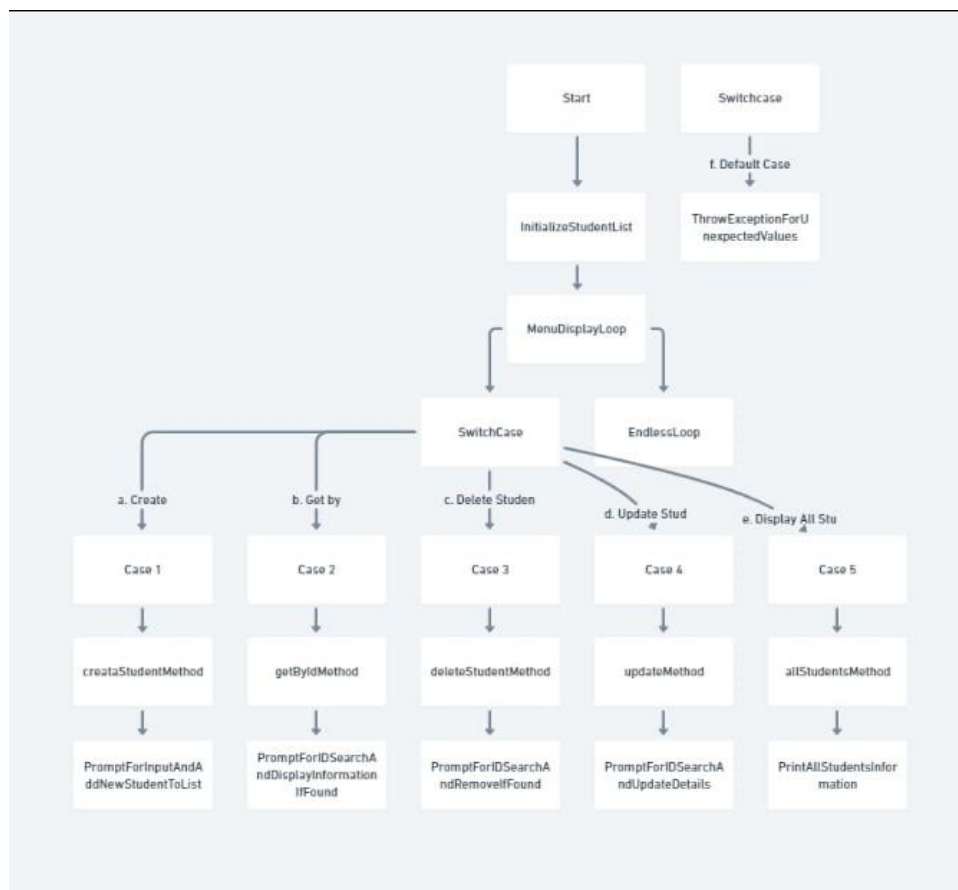 Start
Switchcase
f. Default Case
InitializeStudentList
ThrowExceptionForU
nexpectedValues
MenuDisplayLoop
SwitchCase
EndlessLoop
a. Create
b. Get by
c. Delete Studen
d. Update Stud
e. Display All Stu
Case 1
Case 2
Case 3
Case 4
Case 5
creataStudentMethod
getByIdMethod
deleteStudentMethod
updateMethod
allStudentsMethod
PromptForInputAndA
ddNewStudentToList
PromptForIDSearchA
ndDisplayInformation
IfFound
PromptForIDSearchA
ndRemoveIfFound
PromptForIDSearchA
ndUpdateDetails
PrintAllStudentsInfor
mation